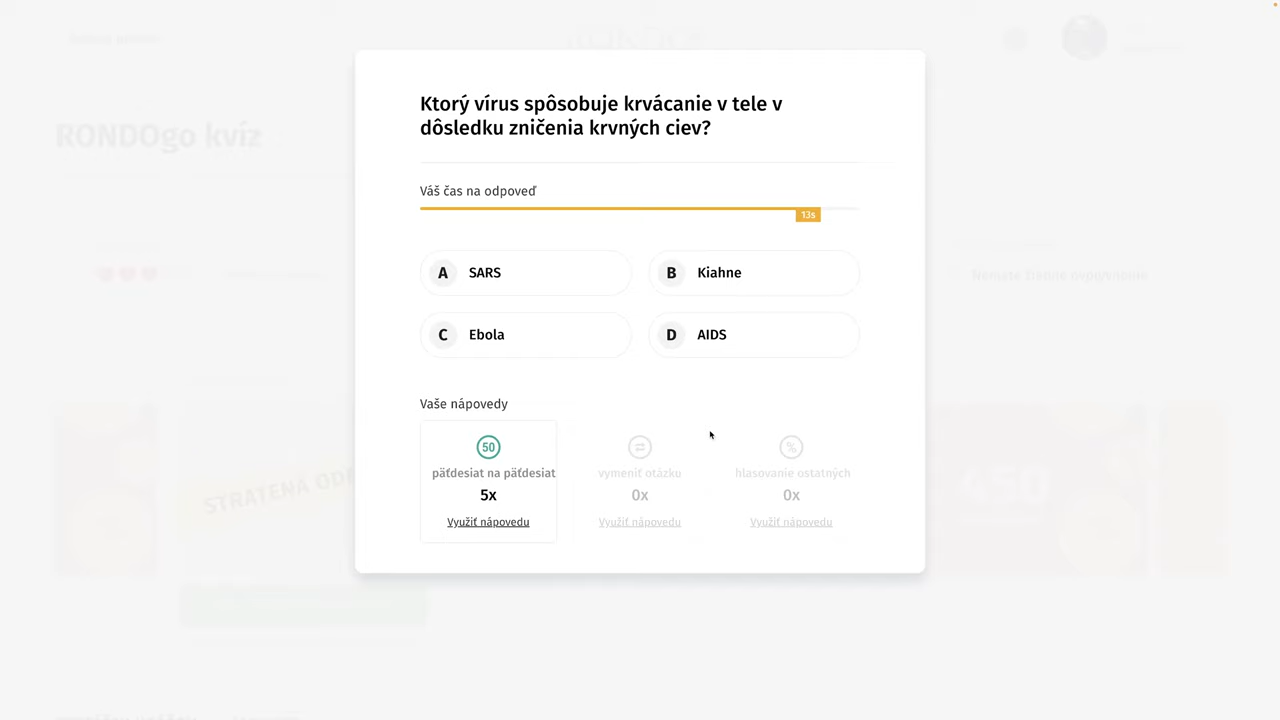 RONDOgo kvíz
Ktorý vírus spôsobuje krvácanie v tele v
dôsledku zničenia krvných ciev?
Váš čas na odpoveď
13s
A SARS
B Kiahne
C Ebola
D AIDS
Vaše nápovedy
50
päťdesiat na päťdesiat
5x
Využiť nápovedu
vymeniť otázku
0x
Využiť nápovedu
%
hlasovanie ostatných
0x
Využiť nápovedu
STRATENÁ